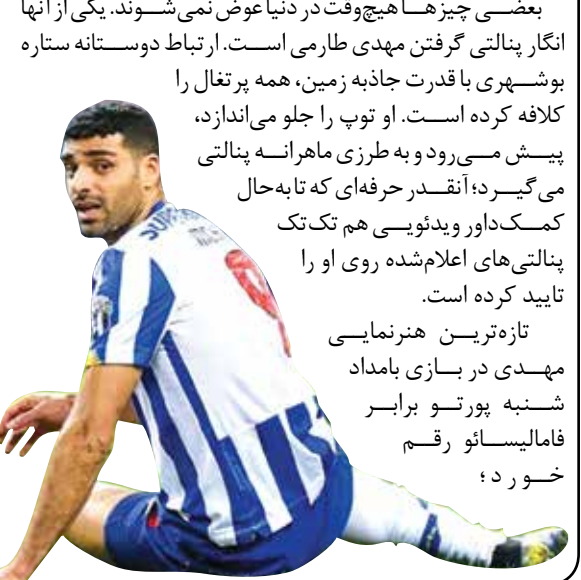 بعضی چیزها هیچ‌وقت در دنیا عوض نمی‌شوند. یکی از آنها
انگار پنالتی گرفتن مهدی طارمی است. ارتباط دوستانه ستاره
بوشهری با قدرت جاذبه زمین، همه پرتغال را
کلافه کرده است. او توپ را جلو می‌اندازد،
پیش می‌رود و به طرزی ماهرانه پنالتی
می‌گیرد؛ آنقدر حرفه‌ای که تا به‌حال
کمک‌داور ویدئویی هم تک‌تک
پنالتی‌های اعلام‌شده روی او را
تایید کرده است.
تازه‌ترین هنرنمایی
مهدی در بازی بامداد
شنبه پورتو برابر
فامالیسائو رقم
خورد؛
9